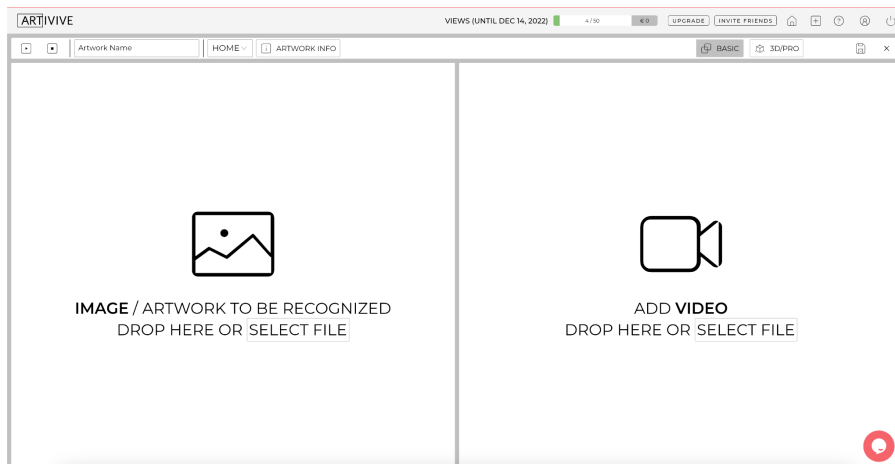 ARTIVIVE
VIEWS (UNTIL DEC 14, 2022) 4 / 50 € 0 UPGRADE INVITE FRIENDS
Artwork Name HOME ARTWORK INFO BASIC 3D/PRO
IMAGE / ARTWORK TO BE RECOGNIZED
DROP HERE OR SELECT FILE
ADD VIDEO
DROP HERE OR SELECT FILE